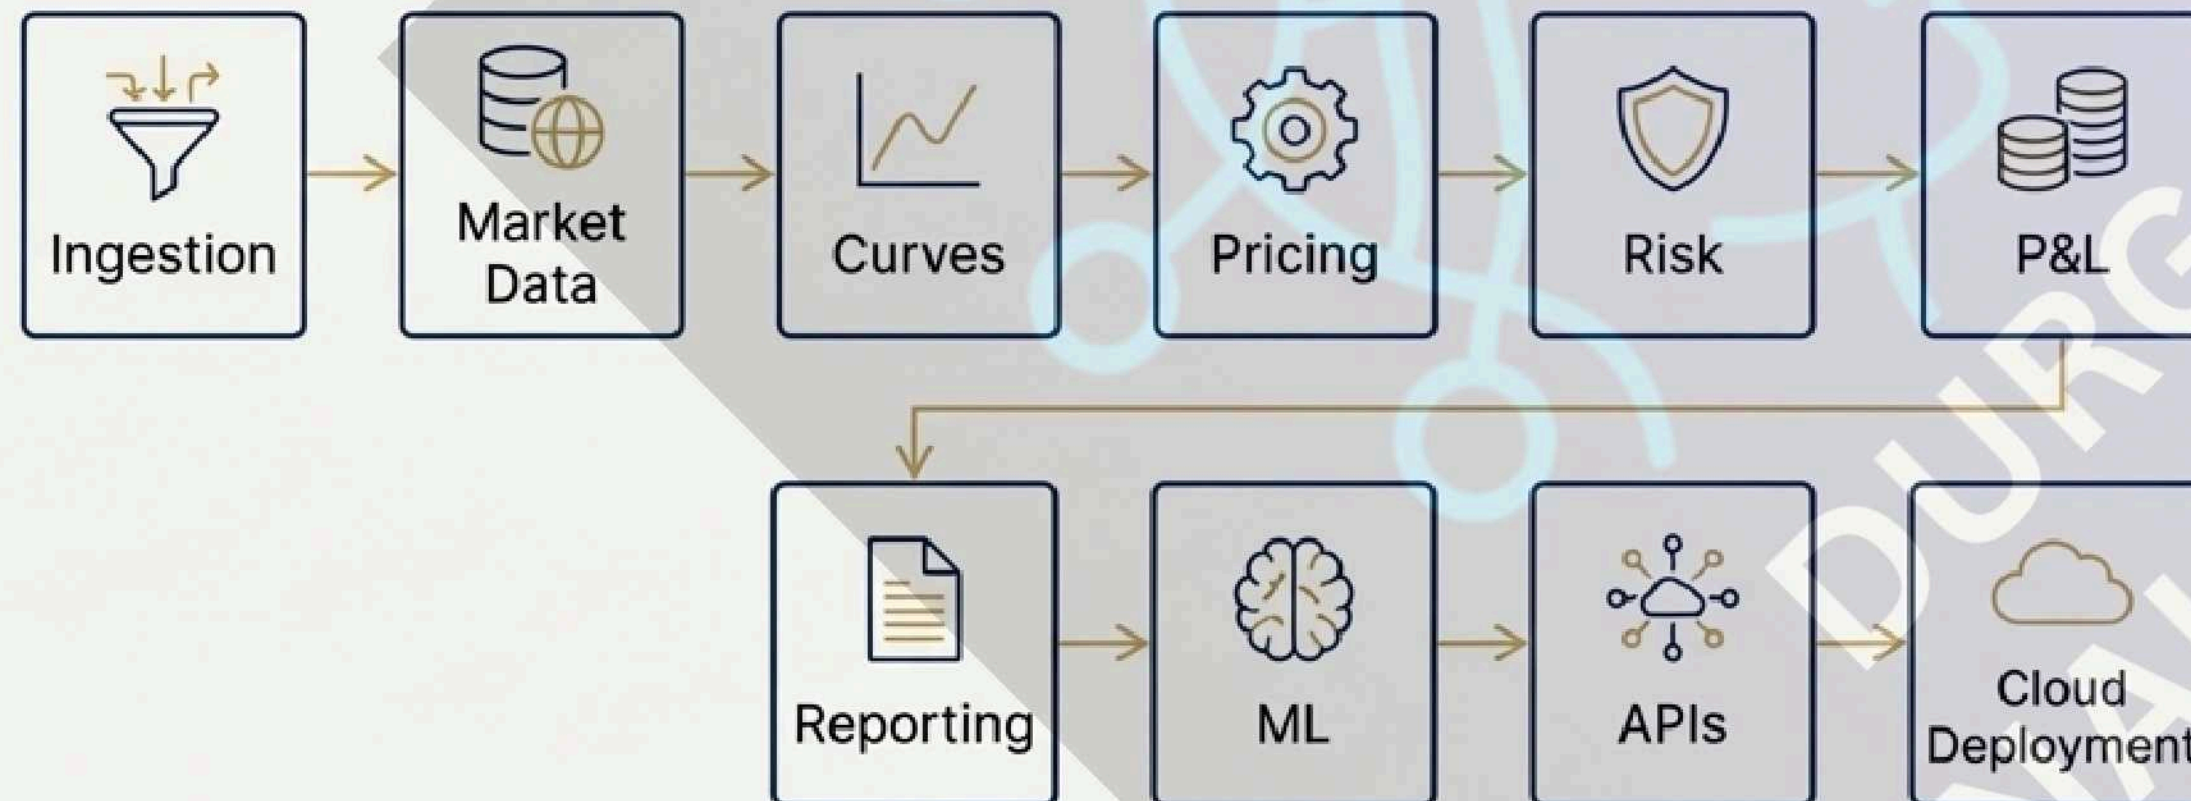 Ingestion
Market
Data
Curves
Pricing
Risk
P&L
Reporting
ML
APIs
Cloud
Deployment